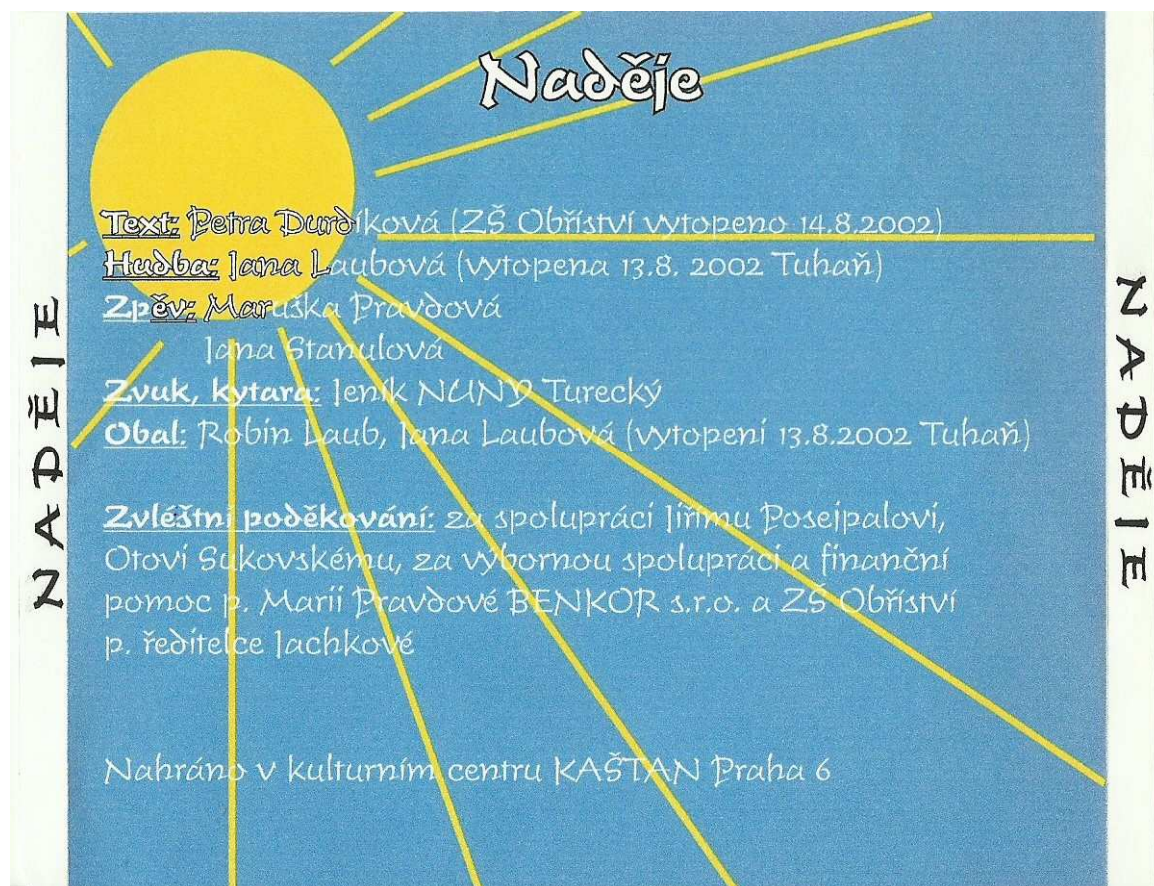 Naděje
Text: Petra Durdíková (ZŠ Obříství vytopeno 14.8.2002)
Hudba: Jana Laubová (vytopena 13.8. 2002 Tuhaň)
Zpěv: Maruška Pravdová
Jana Stanulová
Zvuk, kytara: Jeník NUNY Turecký
Obal: Robin Laub, Jana Laubová (vytopeni 13.8.2002 Tuhaň)
Zvléštní poděkování: za spolupráci Jiřímu Posejpalovi,
Otovi Sukovskému, za výbornou spolupráci a finanční
pomoc p. Marii Pravdové BENKOR s.r.o. a ZŠ Obříství
p. ředitelce Jachkové
Nahráno v kulturním centru KAŠTAN Praha 6
NADĚJE
NADĚJE